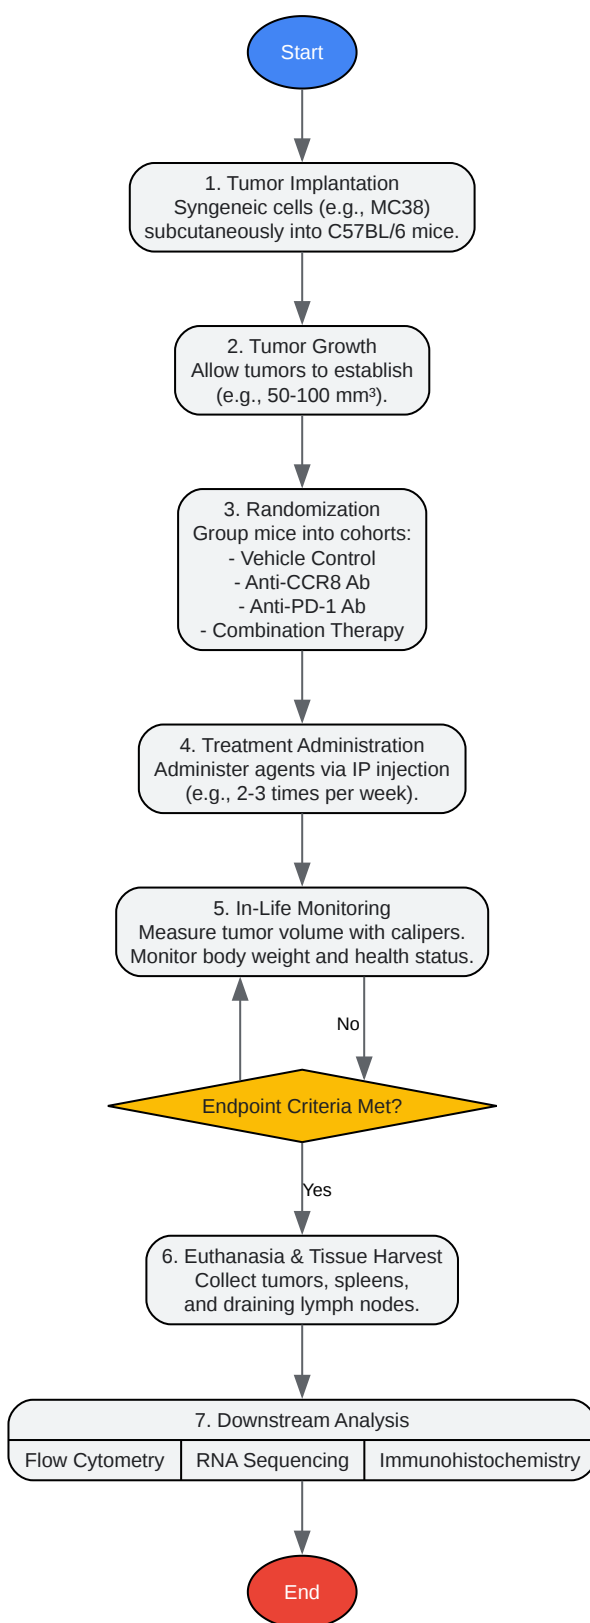 Start
1. Tumor Implantation
Syngeneic cells (e.g., MC38)
subcutaneously into C57BL/6 mice.
2. Tumor Growth
Allow tumors to establish
(e.g., 50-100 mm³).
3. Randomization
Group mice into cohorts:
- Vehicle Control
- Anti-CCR8 Ab
- Anti-PD-1 Ab
- Combination Therapy
4. Treatment Administration
Administer agents via IP injection
(e.g., 2-3 times per week).
5. In-Life Monitoring
Measure tumor volume with calipers.
Monitor body weight and health status.
No
Endpoint Criteria Met?
Yes
6. Euthanasia & Tissue Harvest
Collect tumors, spleens,
and draining lymph nodes.
7. Downstream Analysis
Flow Cytometry
RNA Sequencing
Immunohistochemistry
End